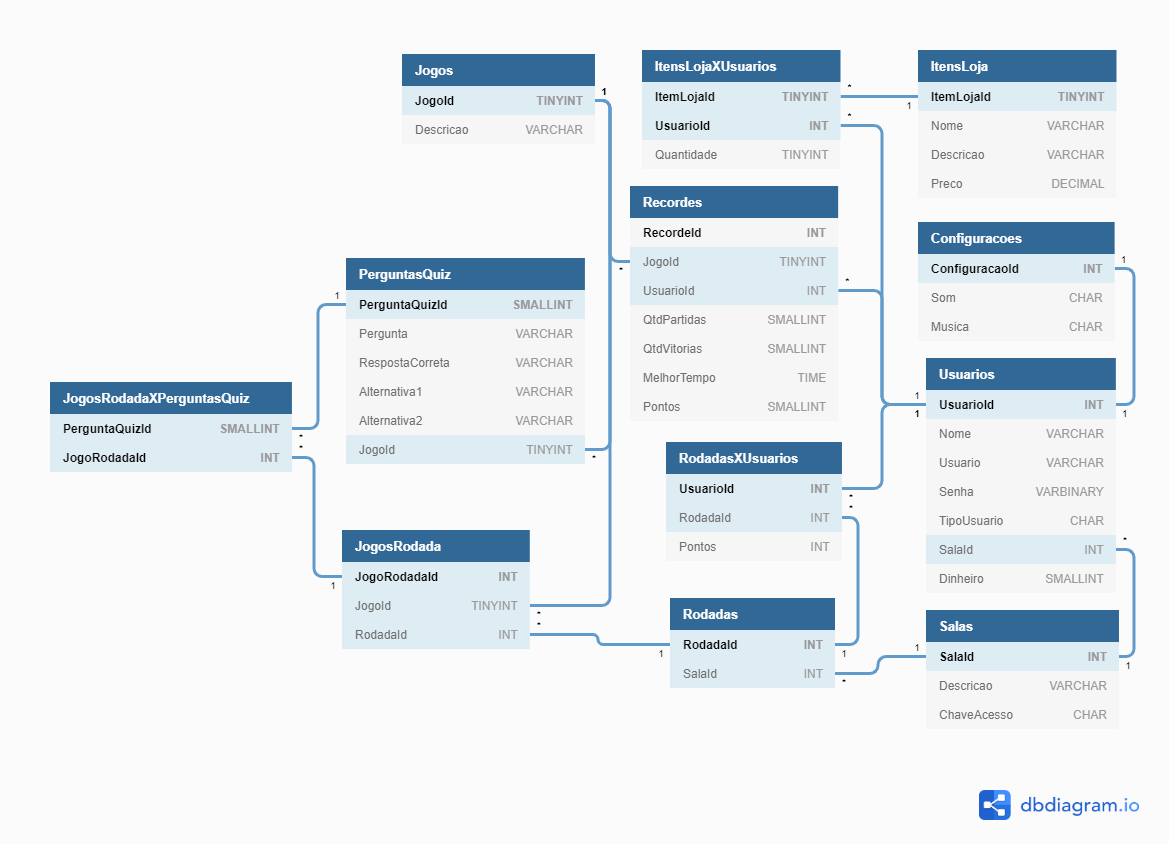 Jogos
JogoId TINYINT
Descricao VARCHAR
1
ItensLojaXUsuarios
ItemLojaId TINYINT
UsuarioId INT
Quantidade TINYINT
*
*
1
ItensLoja
ItemLojaId TINYINT
Nome VARCHAR
Descricao VARCHAR
Preco DECIMAL
Recordes
RecordeId INT
JogoId TINYINT
UsuarioId INT
QtdPartidas SMALLINT
QtdVitorias SMALLINT
MelhorTempo TIME
Pontos SMALLINT
*
*
Configuracoes
ConfiguracaoId INT
Som CHAR
Musica CHAR
1
PerguntasQuiz
PerguntaQuizId SMALLINT
Pergunta VARCHAR
RespostaCorreta VARCHAR
Alternativa1 VARCHAR
Alternativa2 VARCHAR
JogoId TINYINT
1
*
Usuarios
UsuarioId INT
Nome VARCHAR
Usuario VARCHAR
Senha VARBINARY
TipoUsuario CHAR
SalaId INT
Dinheiro SMALLINT
1
1
1
*
JogosRodadaXPerguntasQuiz
PerguntaQuizId SMALLINT
JogoRodadaId INT
*
*
RodadasXUsuarios
UsuarioId INT
RodadaId INT
Pontos INT
*
*
JogosRodada
JogoRodadaId INT
JogoId TINYINT
RodadaId INT
1
*
*
Rodadas
RodadaId INT
SalaId INT
1
1
*
Salas
SalaId INT
Descricao VARCHAR
ChaveAcesso CHAR
1
1
dbdiagram.io